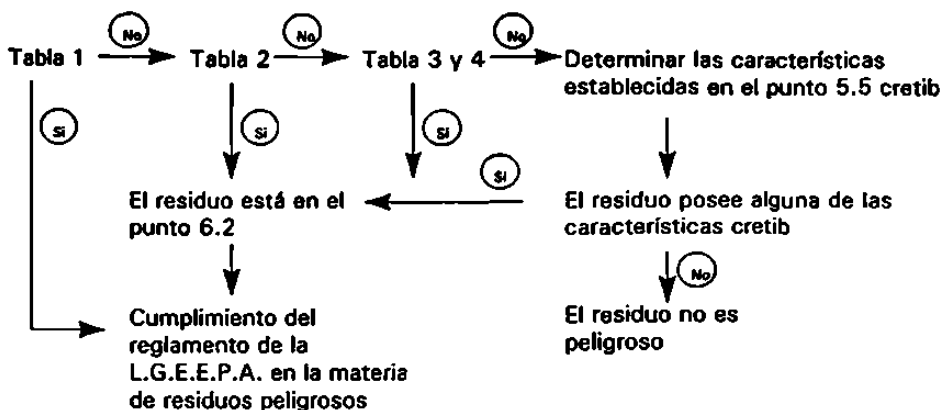 No No No
Tabla 1 Tabla 2 Tabla 3 y 4 Determinar las características
establecidas en el punto 5.5 cretib
Si Si Si
Si
El residuo está en el
punto 6.2
El residuo posee alguna de las
características cretib
No
Cumplimiento del
reglamento de la
L.G.E.E.P.A. en la materia
de residuos peligrosos
El residuo no es
peligroso